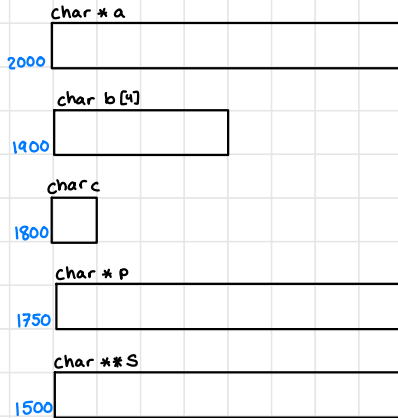 char * a
2000
char b[4]
1900
char c
1800
char * p
1750
char ** S
1500